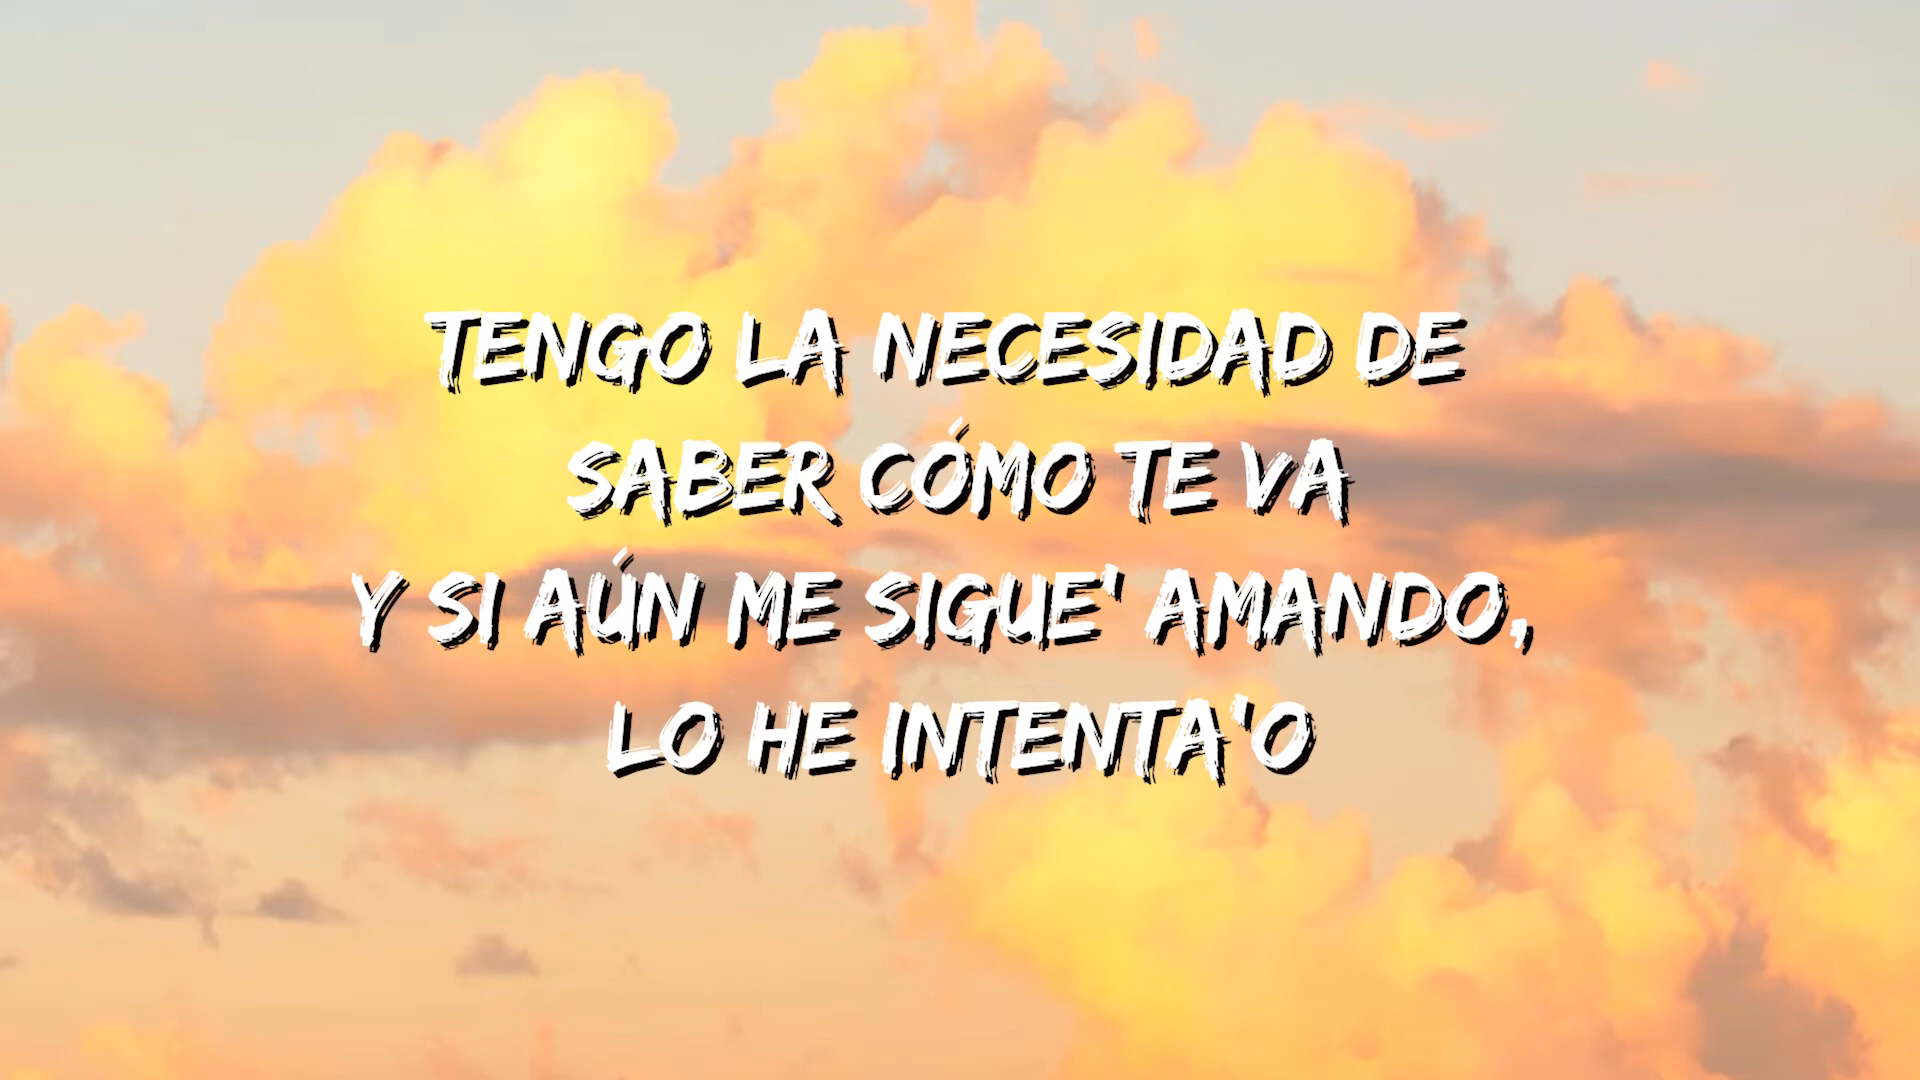 TENGO LA NECESIDAD DE
SABER CÓMO TE VA
Y SI AÚN ME SIGUE' AMANDO,
LO HE INTENTA'O